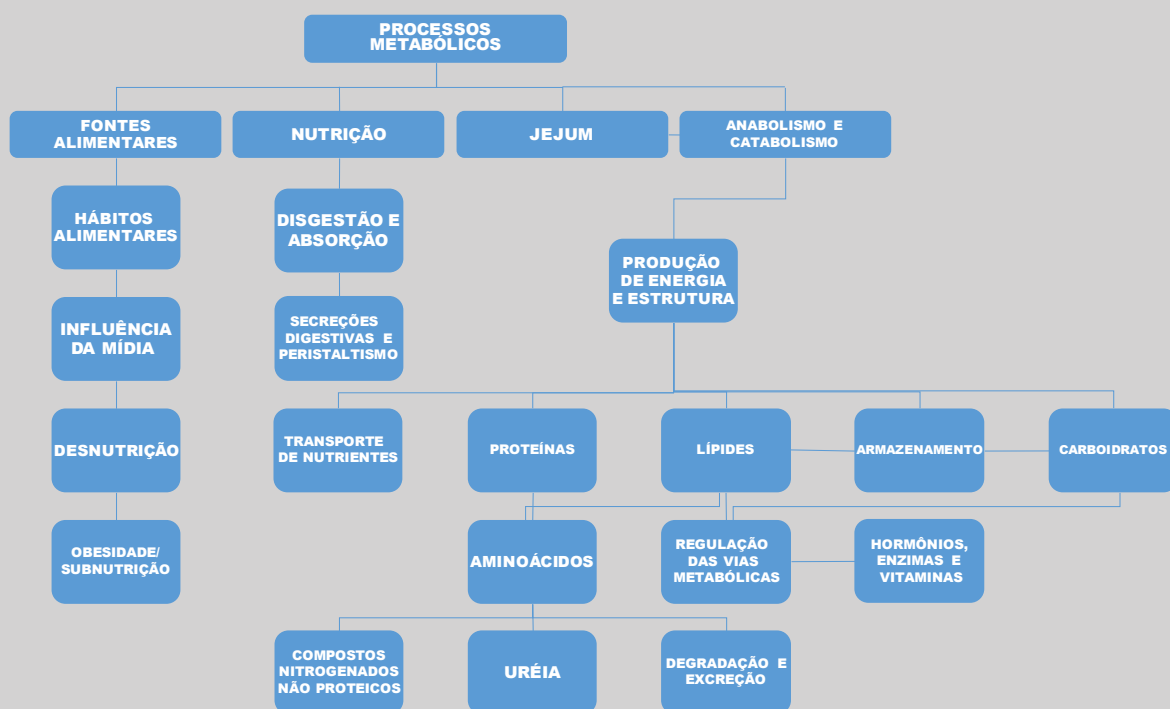 PROCESSOS
METABÓLICOS
FONTES
ALIMENTARES
NUTRIÇÃO
JEJUM
ANABOLISMO E
CATABOLISMO
HÁBITOS
ALIMENTARES
DISGESTÃO E
ABSORÇÃO
PRODUÇÃO
DE ENERGIA
E ESTRUTURA
INFLUÊNCIA
DA MÍDIA
SECREÇÕES
DIGESTIVAS E
PERISTALTISMO
DESNUTRIÇÃO
TRANSPORTE
DE NUTRIENTES
PROTEÍNAS
LÍPIDES
ARMAZENAMENTO
CARBOIDRATOS
OBESIDADE/
SUBNUTRIÇÃO
AMINOÁCIDOS
REGULAÇÃO
DAS VIAS
METABÓLICAS
HORMÔNIOS,
ENZIMAS E
VITAMINAS
COMPOSTOS
NITROGENADOS
NÃO PROTEICOS
URÉIA
DEGRADAÇÃO E
EXCREÇÃO